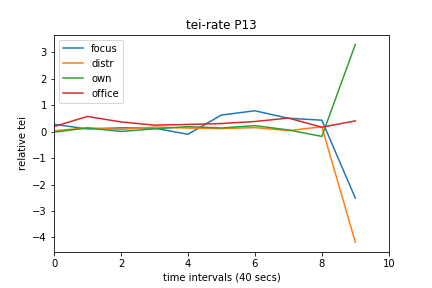 tei-rate P13
focus
distr
own
office
relative tei
3
2
1
0
−1
−2
−3
−4
0 2 4 6 8 10
time intervals (40 secs)